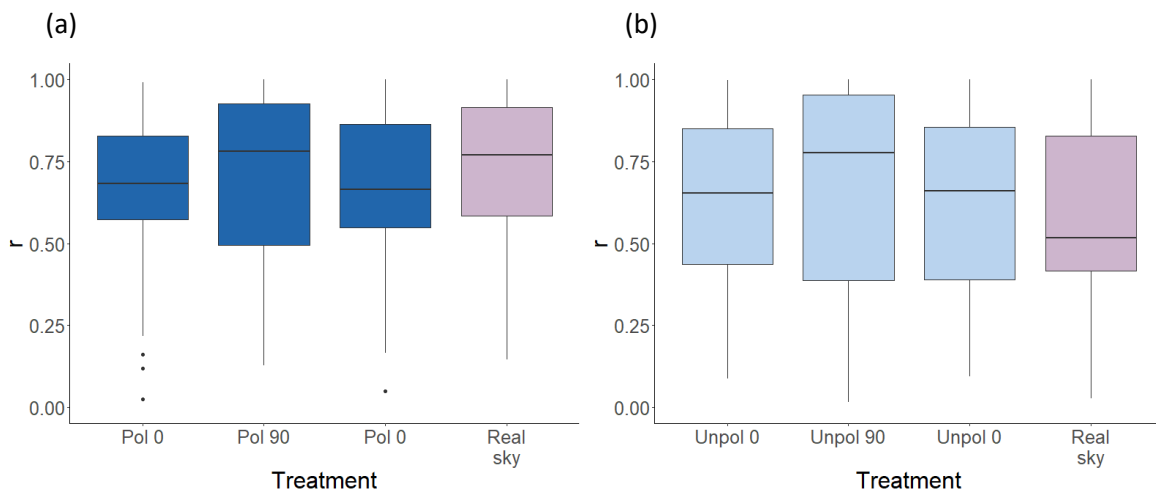 (a)
1.00
0.75
0.50
0.25
0.00
r
Pol 0
Pol 90
Pol 0
Real
sky
Treatment
(b)
1.00
0.75
0.50
0.25
0.00
r
Unpol 0
Unpol 90
Unpol 0
Real
sky
Treatment